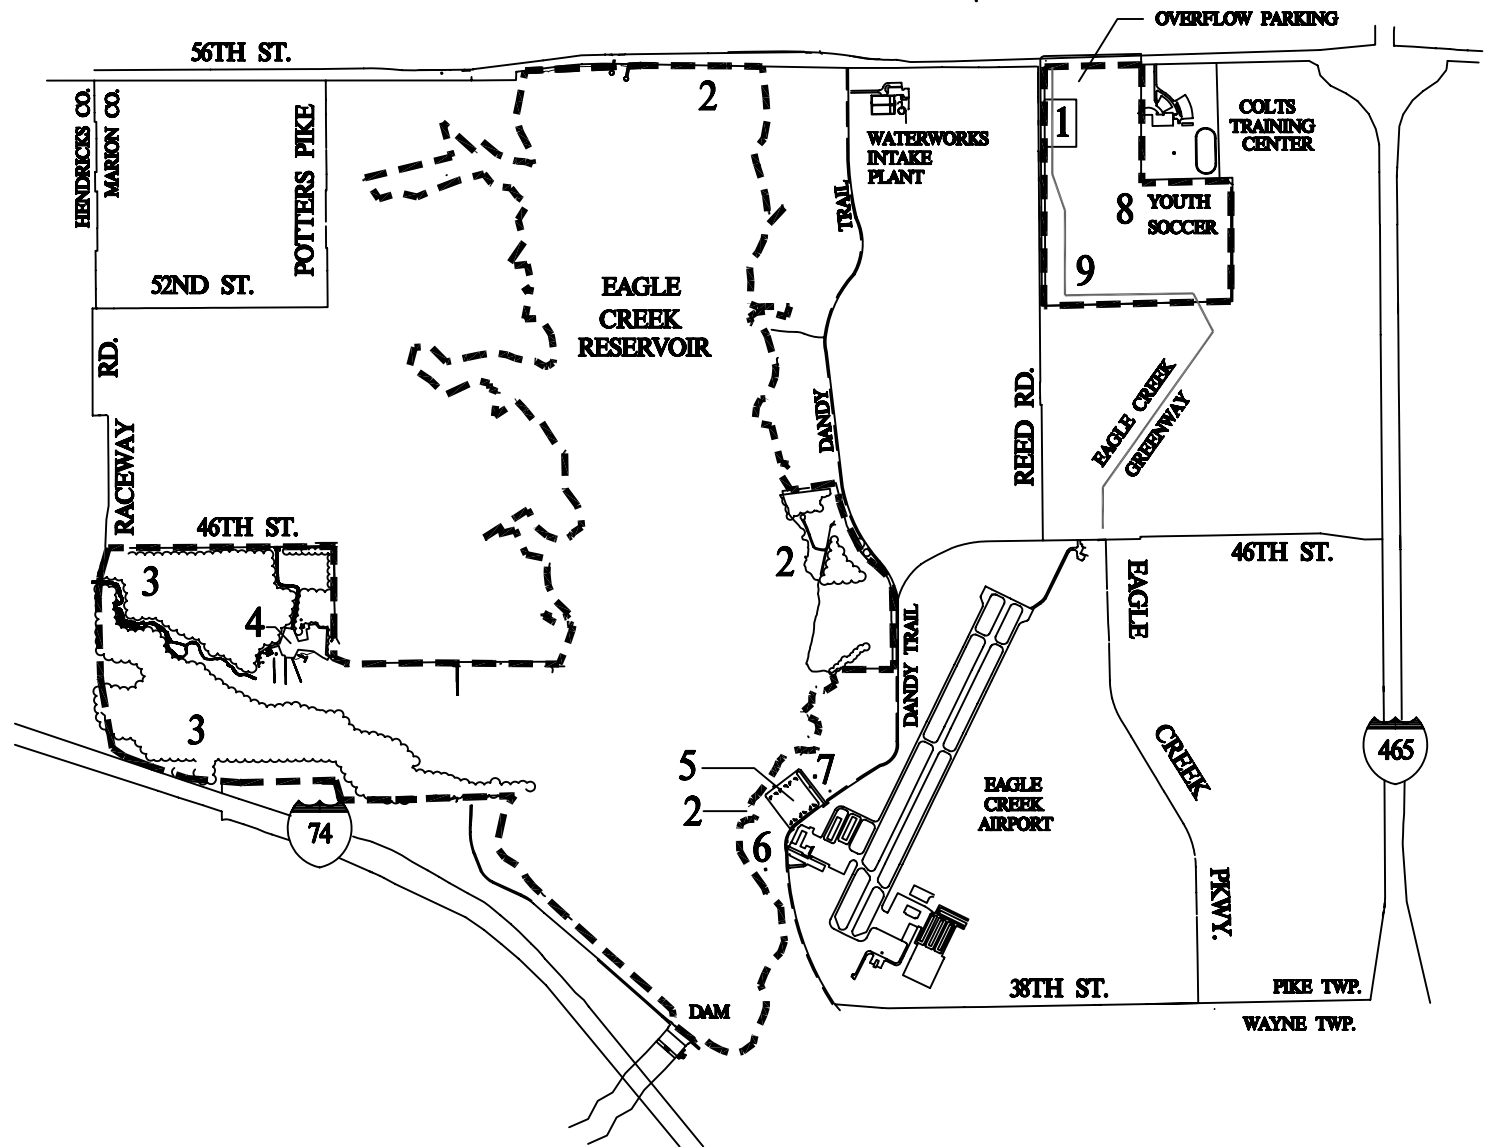 OVERFLOW PARKING
56TH ST.
2
1
COLTS
TRAINING
CENTER
HENDRICKS CO.
MARION CO.
POTTERS PIKE
WATERWORKS
INTAKE
PLANT
TRAIL
8
YOUTH
SOCCER
9
52ND ST.
EAGLE
CREEK
RESERVOIR
RD.
RACEWAY
DANDY
REED RD.
EAGLE CREEK
GREENWAY
46TH ST.
46TH ST.
3
2
4
EAGLE
DANDY TRAIL
3
CREEK
465
5
7
2
EAGLE
CREEK
AIRPORT
74
6
PKWY.
38TH ST.
PIKE TWP.
DAM
WAYNE TWP.